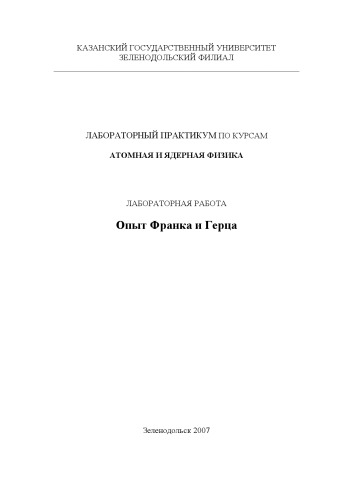 КАЗАНСКИЙ ГОСУДАРСТВЕННЫЙ УНИВЕРСИТЕТ
ЗЕЛЕНОДОЛЬСКИЙ ФИЛИАЛ
ЛАБОРАТОРНЫЙ ПРАКТИКУМ ПО КУРСАМ
АТОМНАЯ И ЯДЕРНАЯ ФИЗИКА
ЛАБОРАТОРНАЯ РАБОТА
Опыт Франка и Герца
Зеленодольск 2007